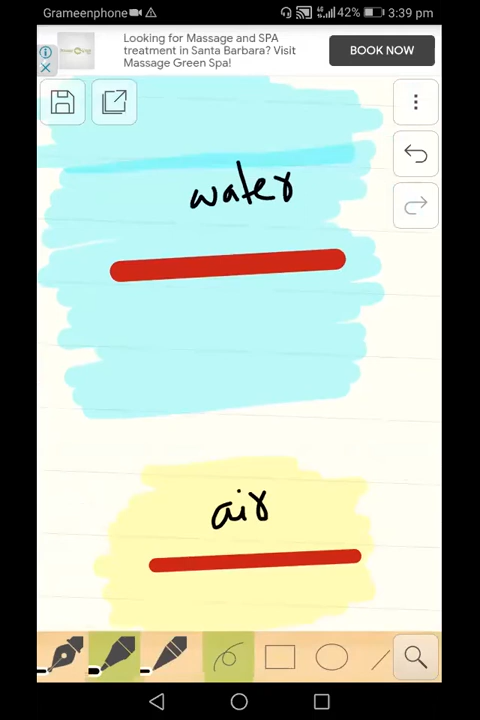 Grameenphone
42% 3:39 pm
Looking for Massage and SPA
treatment in Santa Barbara? Visit
Massage Green Spa!
BOOK NOW
water
air